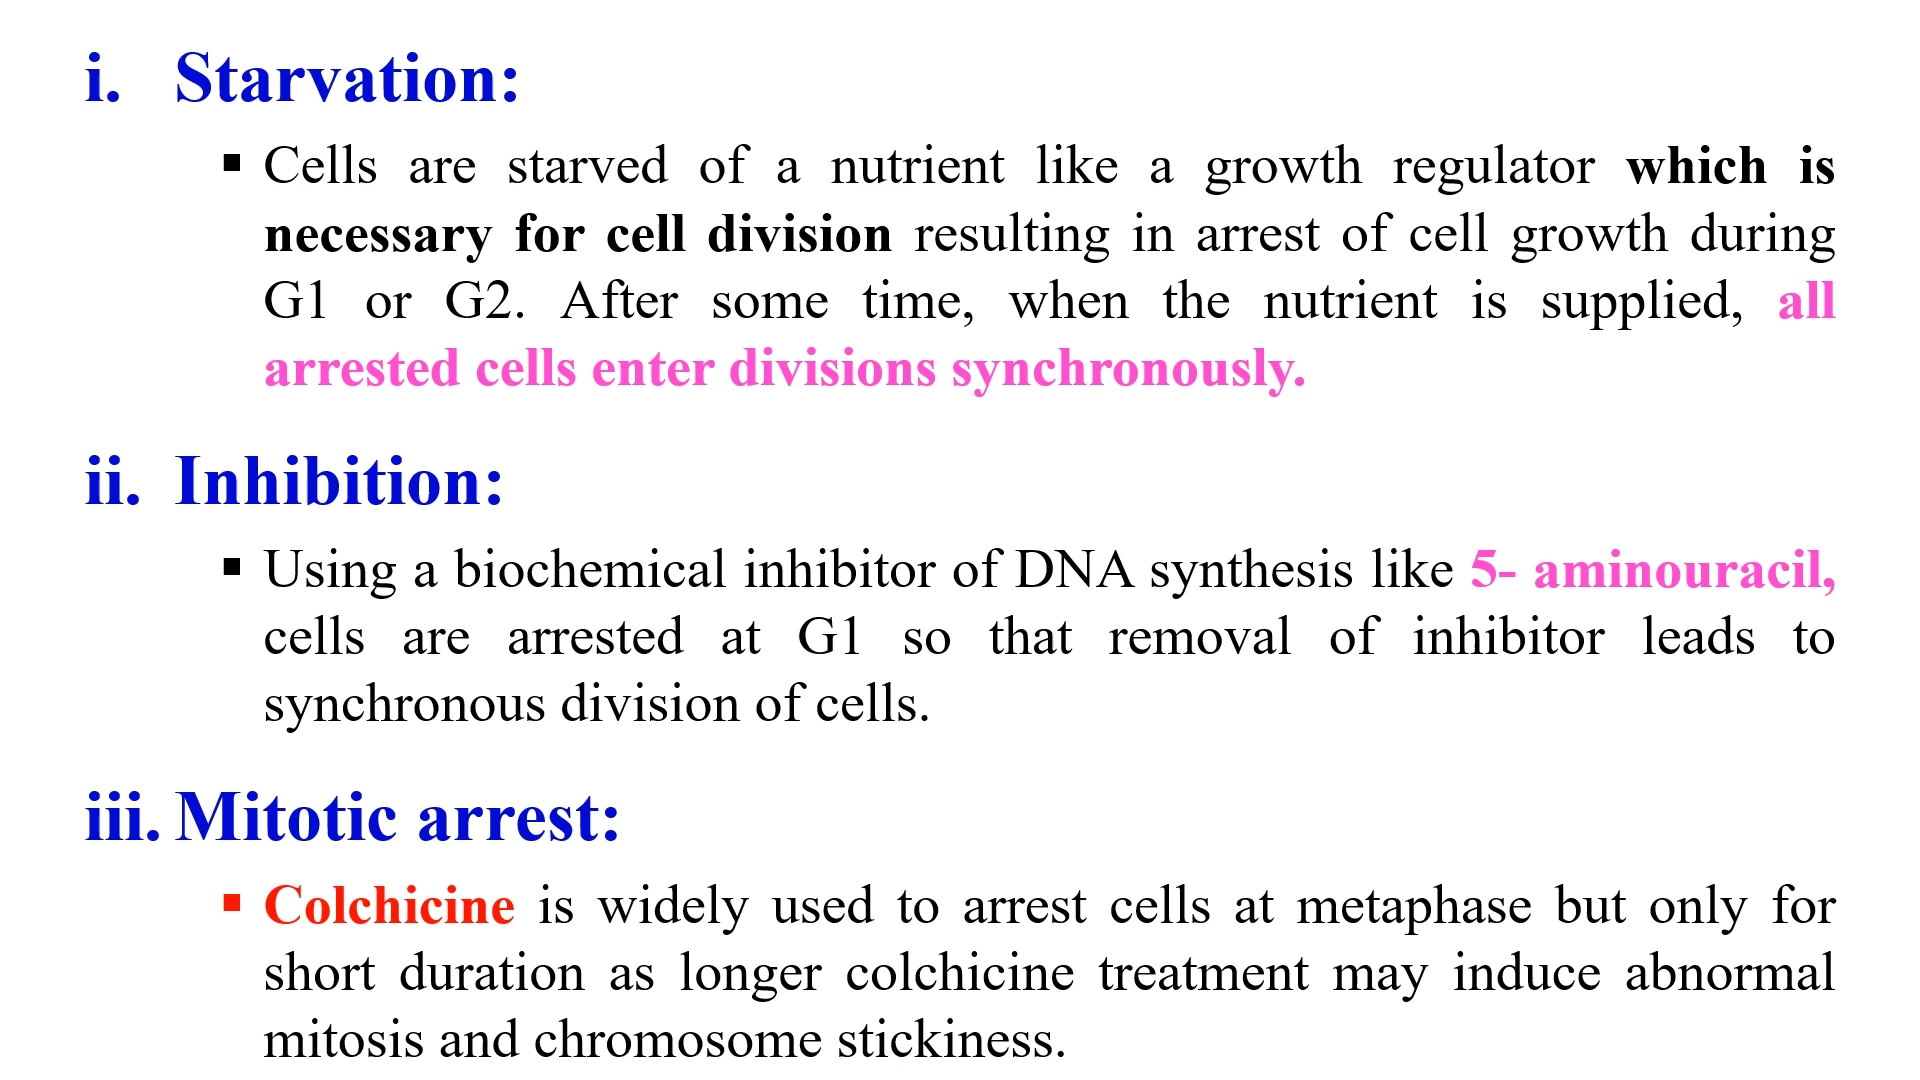 i. Starvation:
▪ Cells are starved of a nutrient like a growth regulator which is
necessary for cell division resulting in arrest of cell growth during
G1 or G2. After some time, when the nutrient is supplied, all
arrested cells enter divisions synchronously.
ii. Inhibition:
▪ Using a biochemical inhibitor of DNA synthesis like 5- aminouracil,
cells are arrested at G1 so that removal of inhibitor leads to
synchronous division of cells.
iii. Mitotic arrest:
▪ Colchicine is widely used to arrest cells at metaphase but only for
short duration as longer colchicine treatment may induce abnormal
mitosis and chromosome stickiness.